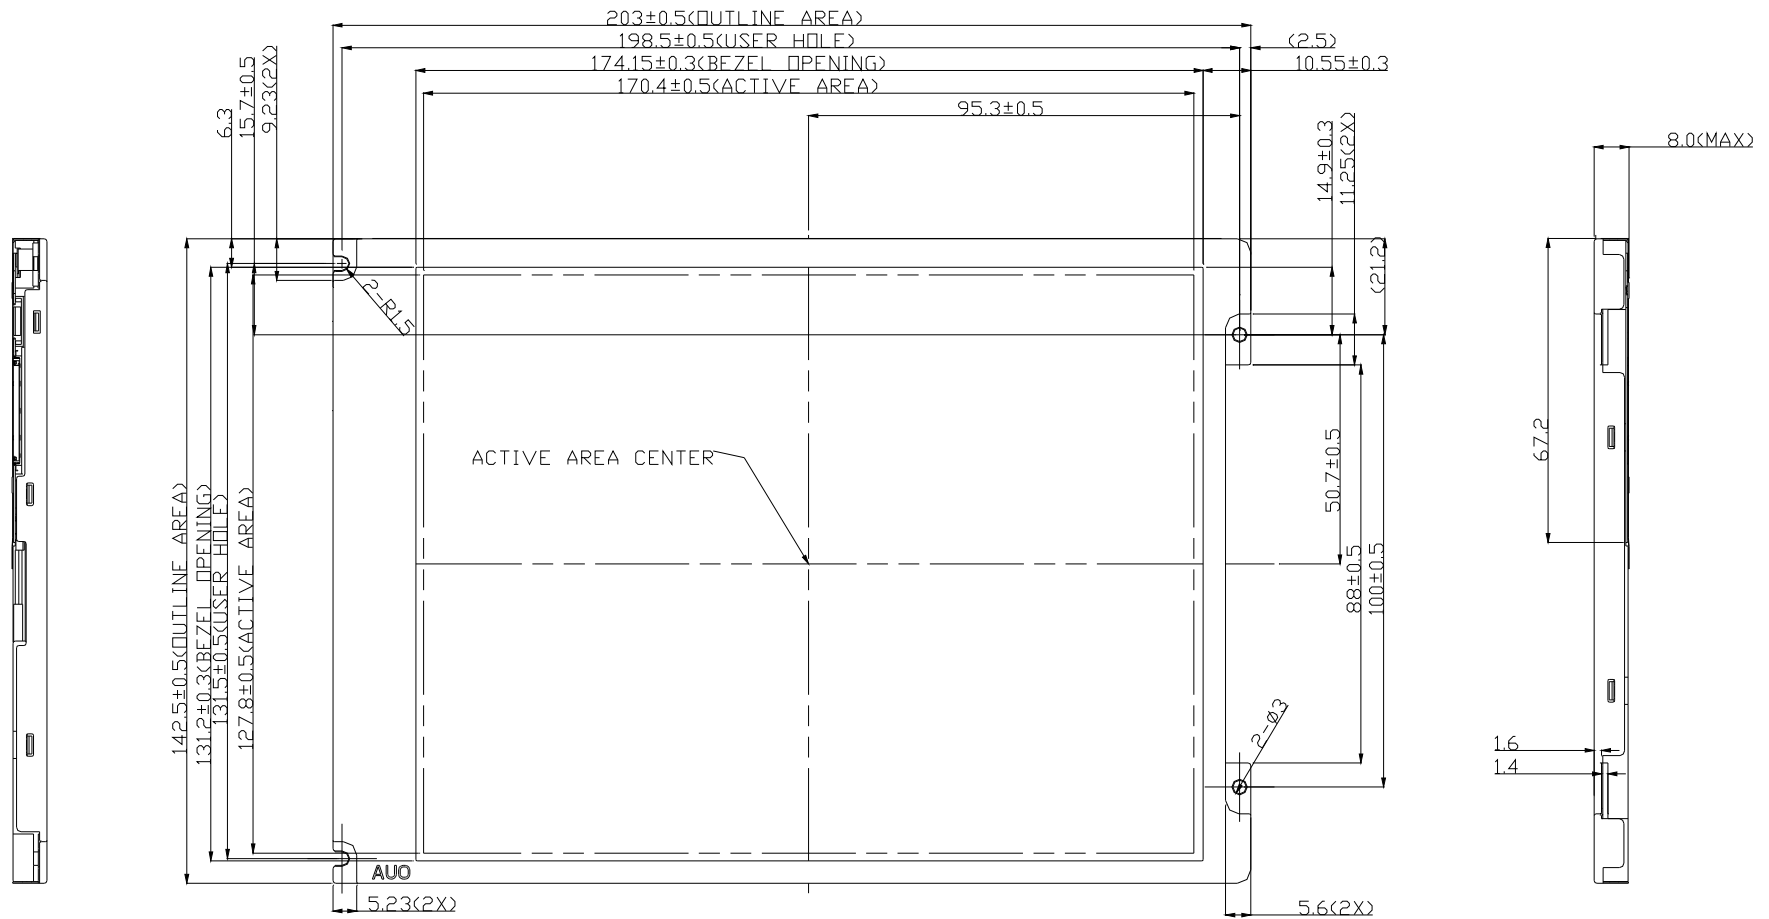 203±0.5(OUTLINE AREA)
198.5±0.5(USER HOLE)
(2.5)
174.15±0.3(BEZEL OPENING)
10.55±0.3
170.4±0.5(ACTIVE AREA)
95.3±0.5
6.3
15.7±0.5
9.23(2X)
14.9±0.3
11.25(2X)
8.0(MAX)
(21.2)
2-R1.5
ACTIVE AREA CENTER
67.2
50.7±0.5
142.5±0.5(OUTLINE AREA)
131.2±0.3(BEZEL OPENING)
131.5±0.5(USER HOLE)
127.8±0.5(ACTIVE AREA)
88±0.5
100±0.5
2-ø3
1.6
1.4
AUO
5.23(2X)
5.6(2X)